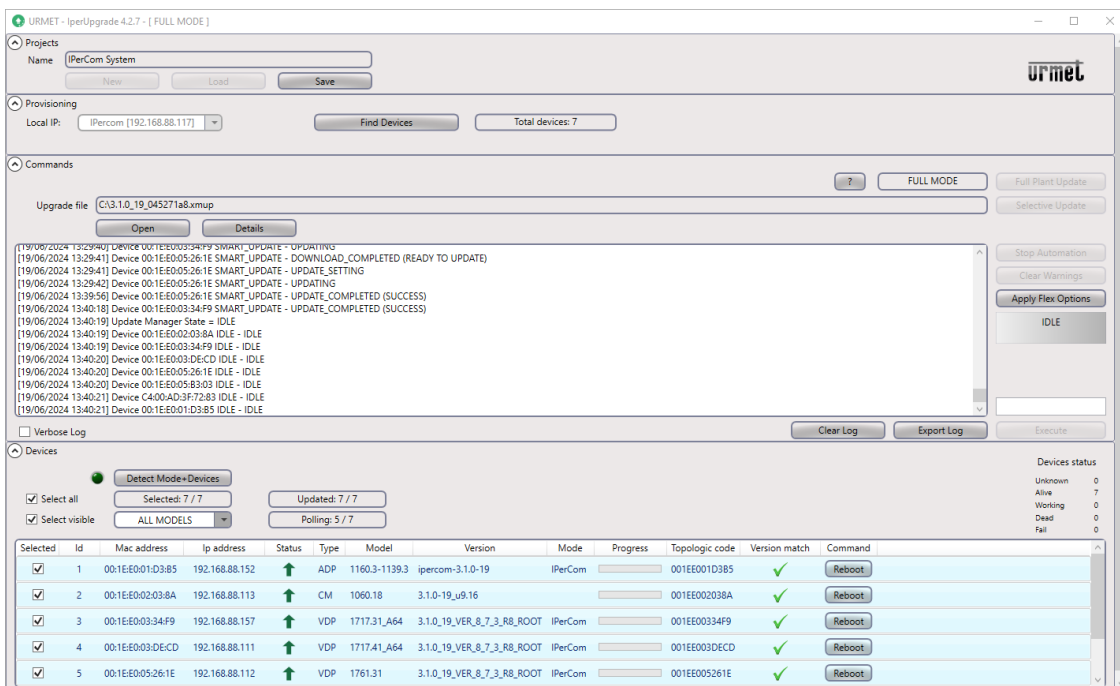 URMET - IperUpgrade 4.2.7 - [ FULL MODE ]
Projects
Name IPerCom System
New Load Save
urmet
Provisioning
Local IP: IPercom [192.168.88.117] Find Devices Total devices: 7
Commands
? FULL MODE Full Plant Update
Upgrade file C:\3.1.0_19_045271a8.xmup Selective Update
Open Details
[19/06/2024 13:29:40] Device 00:1E:E0:03:34:F9 SMART_UPDATE - UPDATING
[19/06/2024 13:29:41] Device 00:1E:E0:05:26:1E SMART_UPDATE - DOWNLOAD_COMPLETED (READY TO UPDATE)
[19/06/2024 13:29:41] Device 00:1E:E0:05:26:1E SMART_UPDATE - UPDATE_SETTING
[19/06/2024 13:29:42] Device 00:1E:E0:05:26:1E SMART_UPDATE - UPDATING
[19/06/2024 13:39:56] Device 00:1E:E0:05:26:1E SMART_UPDATE - UPDATE_COMPLETED (SUCCESS)
[19/06/2024 13:40:18] Device 00:1E:E0:03:34:F9 SMART_UPDATE - UPDATE_COMPLETED (SUCCESS)
[19/06/2024 13:40:19] Update Manager State = IDLE
[19/06/2024 13:40:19] Device 00:1E:E0:02:03:8A IDLE - IDLE
[19/06/2024 13:40:19] Device 00:1E:E0:03:34:F9 IDLE - IDLE
[19/06/2024 13:40:20] Device 00:1E:E0:03:DE:CD IDLE - IDLE
[19/06/2024 13:40:20] Device 00:1E:E0:05:26:1E IDLE - IDLE
[19/06/2024 13:40:20] Device 00:1E:E0:05:B3:03 IDLE - IDLE
[19/06/2024 13:40:21] Device C4:00:AD:3F:72:83 IDLE - IDLE
[19/06/2024 13:40:21] Device 00:1E:E0:01:D3:B5 IDLE - IDLE
Stop Automation
Clear Warnings
Apply Flex Options
IDLE
Verbose Log Clear Log Export Log Execute
Devices
Devices status
Detect Mode+Devices
Unknown 0
Alive 7
Working 0
Dead 0
Fail 0
Select all Selected: 7 / 7 Updated: 7 / 7
Select visible ALL MODELS Polling: 5 / 7
Selected Id Mac address Ip address Status Type Model Version Mode Progress Topologic code Version match Command
1 00:1E:E0:01:D3:B5 192.168.88.152 ADP 1160.3-1139.3 ipercom-3.1.0-19 IPerCom 001EE001D3B5 Reboot
2 00:1E:E0:02:03:8A 192.168.88.113 CM 1060.18 3.1.0-19_u9.16 IPerCom 001EE002038A Reboot
3 00:1E:E0:03:34:F9 192.168.88.157 VDP 1717.31_A64 3.1.0_19_VER_8_7_3_R8_ROOT IPerCom 001EE00334F9 Reboot
4 00:1E:E0:03:DE:CD 192.168.88.111 VDP 1717.41_A64 3.1.0_19_VER_8_7_3_R8_ROOT IPerCom 001EE003DECD Reboot
5 00:1E:E0:05:26:1E 192.168.88.112 VDP 1761.31 3.1.0_19_VER_8_7_3_R8_ROOT IPerCom 001EE005261E Reboot